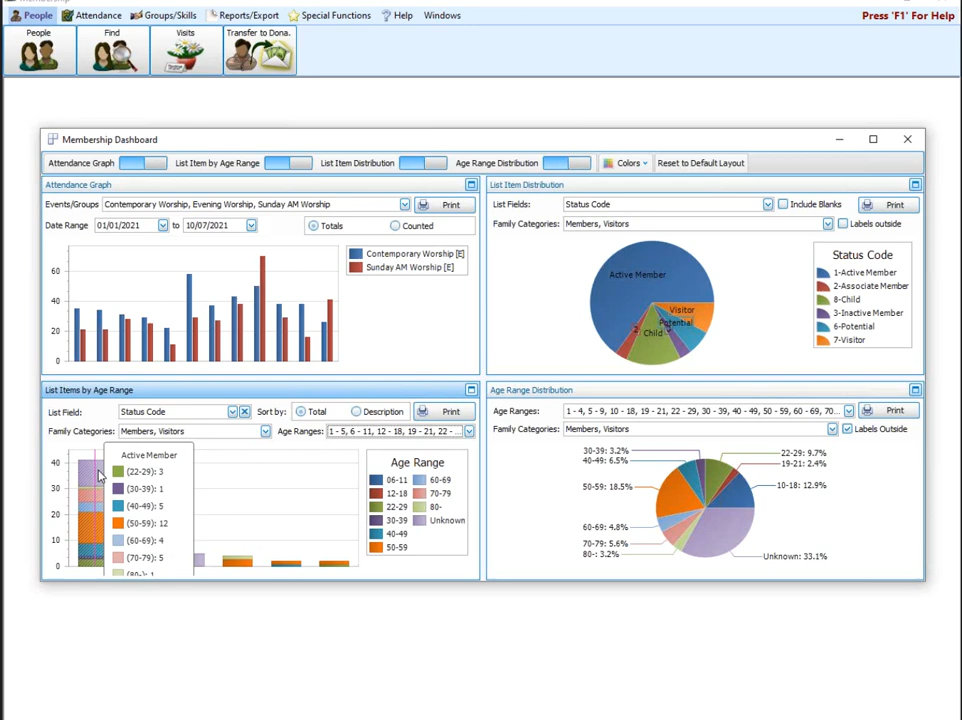 People Attendance Groups/Skills Reports/Export Special Functions Help Windows Press 'F1' For Help
People Find Visits Transfer to Dona.
Membership Dashboard
Attendance Graph List Item by Age Range List Item Distribution Age Range Distribution Colors Reset to Default Layout
Attendance Graph
Events/Groups Contemporary Worship, Evening Worship, Sunday AM Worship Print
Date Range 01/01/2021 to 10/07/2021 Totals Counted
Contemporary Worship [E]
Sunday AM Worship [E]
60
40
20
0
List Item Distribution
List Fields: Status Code Include Blanks Print
Family Categories: Members, Visitors Labels outside
Active Member
Visitor
Potential
Child
2
Status Code
1-Active Member
2-Associate Member
8-Child
3-Inactive Member
6-Potential
7-Visitor
List Items by Age Range
List Field: Status Code Sort by: Total Description Print
Family Categories: Members, Visitors Age Ranges: 1 - 5, 6 - 11, 12 - 18, 19 - 21, 22 - ...
40
30
20
10
0
Active Member
(22-29): 3
(30-39): 1
(40-49): 5
(50-59): 12
(60-69): 4
(70-79): 5
(80-): 1
Age Range
06-11 60-69
12-18 70-79
22-29 80-
30-39 Unknown
40-49
50-59
Age Range Distribution
Age Ranges: 1 - 4, 5 - 9, 10 - 18, 19 - 21, 22 - 29, 30 - 39, 40 - 49, 50 - 59, 60 - 69, 70... Print
Family Categories: Members, Visitors Labels Outside
30-39: 3.2%
40-49: 6.5%
50-59: 18.5%
60-69: 4.8%
70-79: 5.6%
80-: 3.2%
22-29: 9.7%
19-21: 2.4%
10-18: 12.9%
Unknown: 33.1%